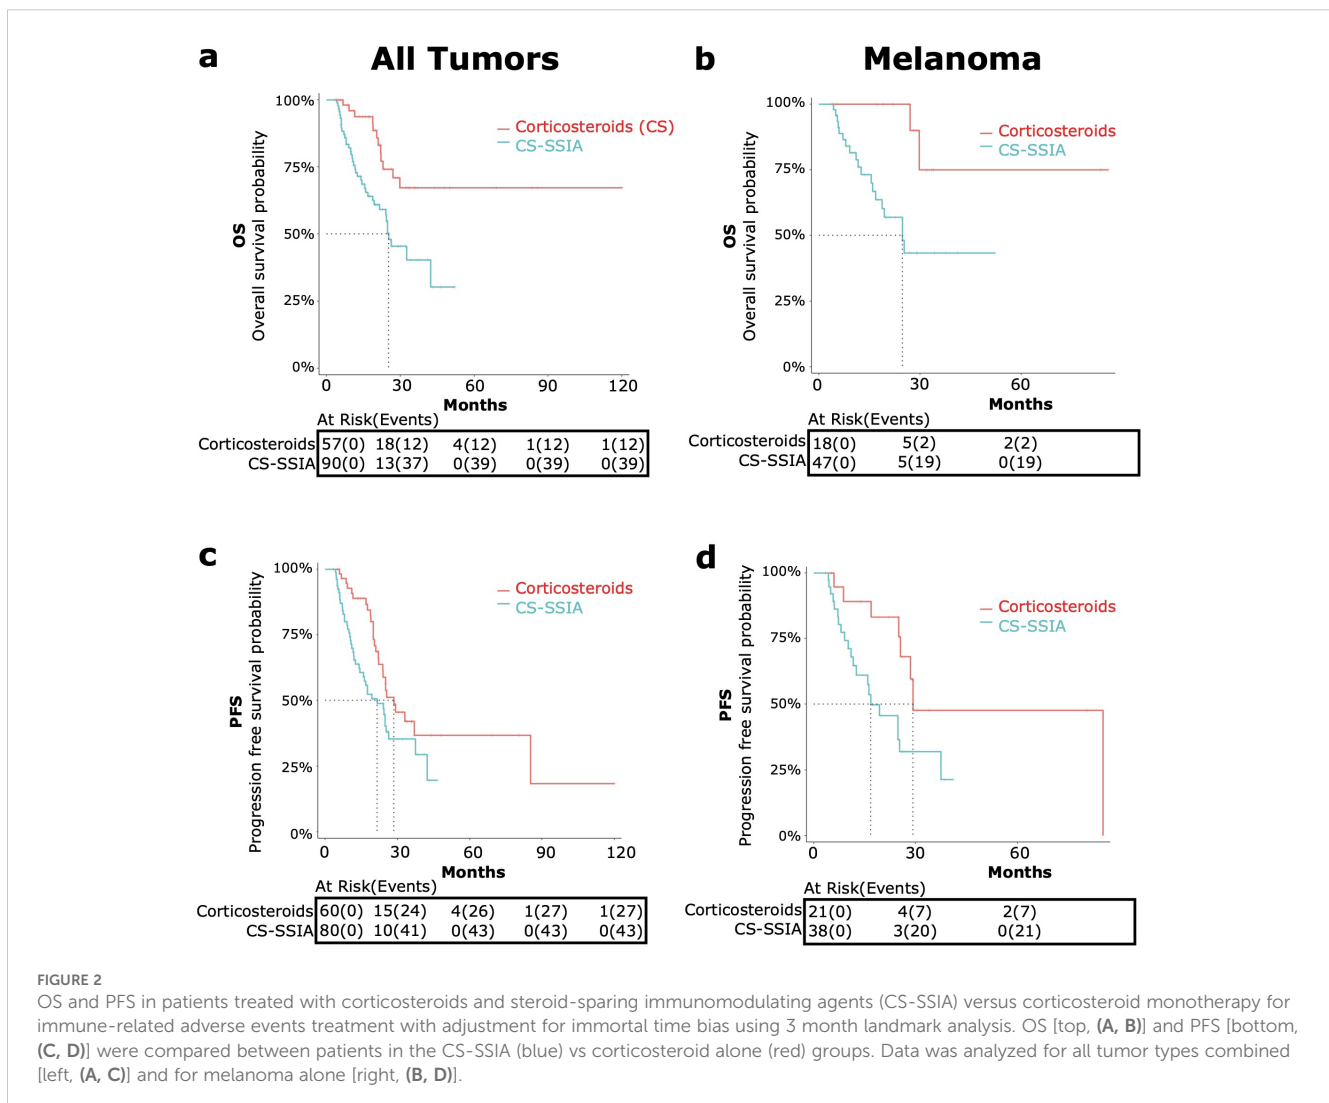 a
All Tumors
100%
75%
50%
25%
0%
OS
Overall survival probability
Corticosteroids (CS)
CS-SSIA
0 30 60 90 120
Months
At Risk(Events)
Corticosteroids 57(0) 18(12) 4(12) 1(12) 1(12)
CS-SSIA 90(0) 13(37) 0(39) 0(39) 0(39)
b
Melanoma
100%
75%
50%
25%
0%
OS
Overall survival probability
Corticosteroids
CS-SSIA
0 30 60
Months
At Risk(Events)
Corticosteroids 18(0) 5(2) 2(2)
CS-SSIA 47(0) 5(19) 0(19)
c
100%
75%
50%
25%
0%
PFS
Progression free survival probability
Corticosteroids
CS-SSIA
0 30 60 90 120
Months
At Risk(Events)
Corticosteroids 60(0) 15(24) 4(26) 1(27) 1(27)
CS-SSIA 80(0) 10(41) 0(43) 0(43) 0(43)
d
100%
75%
50%
25%
0%
PFS
Progression free survival probability
Corticosteroids
CS-SSIA
0 30 60
Months
At Risk(Events)
Corticosteroids 21(0) 4(7) 2(7)
CS-SSIA 38(0) 3(20) 0(21)
FIGURE 2
OS and PFS in patients treated with corticosteroids and steroid-sparing immunomodulating agents (CS-SSIA) versus corticosteroid monotherapy for
immune-related adverse events treatment with adjustment for immortal time bias using 3 month landmark analysis. OS [top, (A, B)] and PFS [bottom,
(C, D)] were compared between patients in the CS-SSIA (blue) vs corticosteroid alone (red) groups. Data was analyzed for all tumor types combined
[left, (A, C)] and for melanoma alone [right, (B, D)].